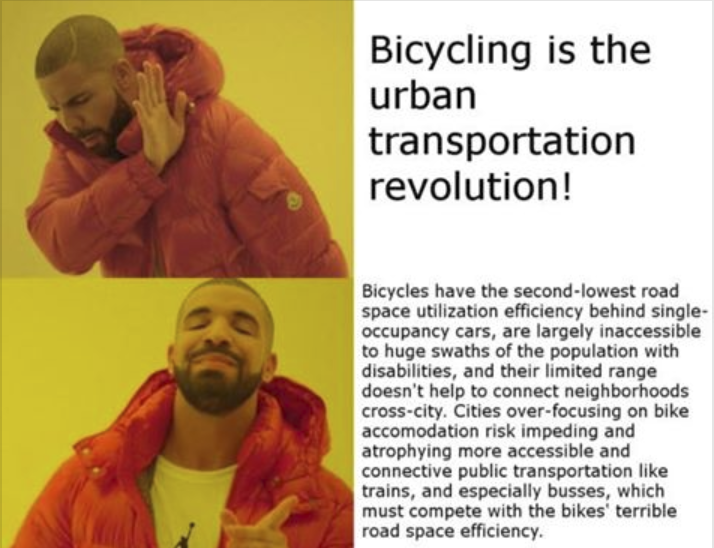 Bicycling is the
urban
transportation
revolution!
Bicycles have the second-lowest road
space utilization efficiency behind single-
occupancy cars, are largely inaccessible
to huge swaths of the population with
disabilities, and their limited range
doesn't help to connect neighborhoods
cross-city. Cities over-focusing on bike
accomodation risk impeding and
atrophying more accessible and
connective public transportation like
trains, and especially busses, which
must compete with the bikes' terrible
road space efficiency.